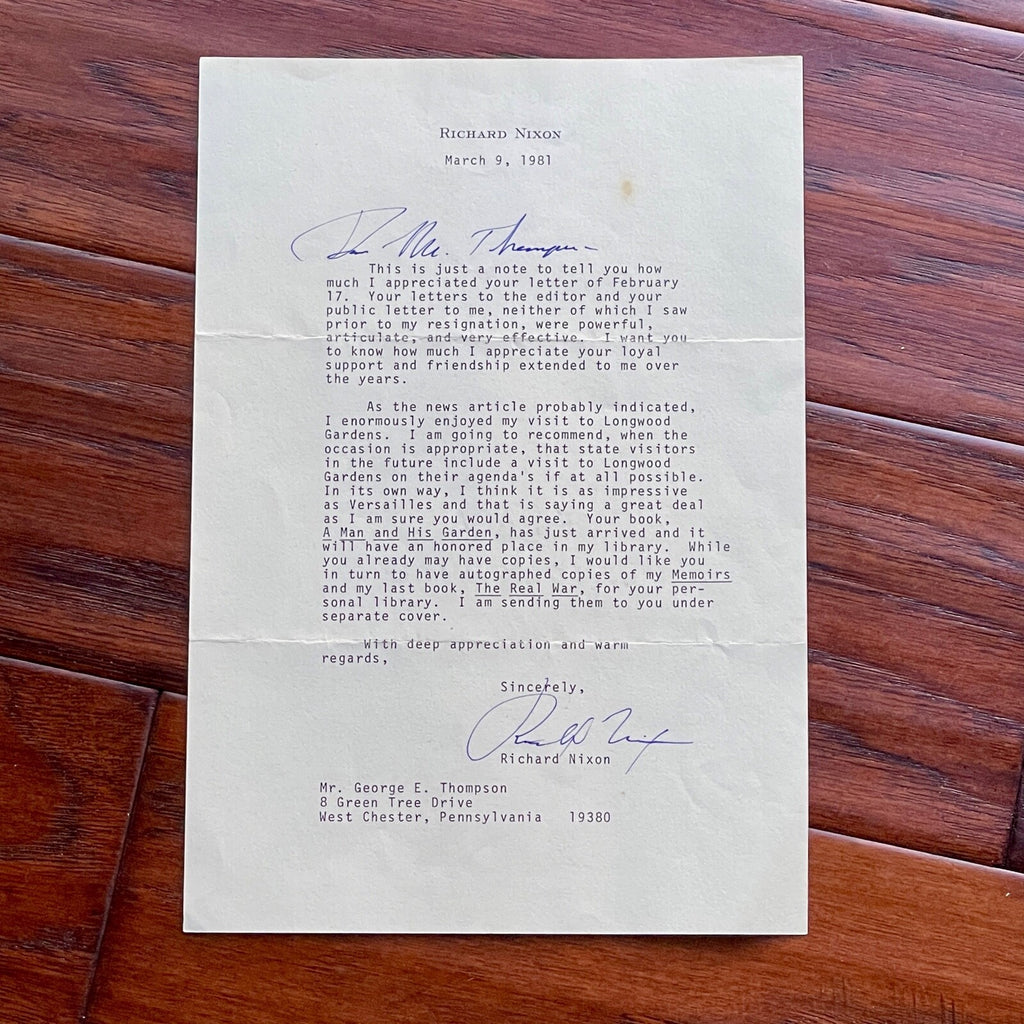 RICHARD NIXON
March 9, 1981
Dear Mr. Thompson
This is just a note to tell you how
much I appreciated your letter of February
17. Your letters to the editor and your
public letter to me, neither of which I saw
prior to my resignation, were powerful,
articulate, and very effective. I want you
to know how much I appreciate your loyal
support and friendship extended to me over
the years.
As the news article probably indicated,
I enormously enjoyed my visit to Longwood
Gardens. I am going to recommend, when the
occasion is appropriate, that state visitors
in the future include a visit to Longwood
Gardens on their agenda's if at all possible.
In its own way, I think it is as impressive
as Versailles and that is saying a great deal
as I am sure you would agree. Your book,
A Man and His Garden, has just arrived and it
will have an honored place in my library. While
you already may have copies, I would like you
in turn to have autographed copies of my Memoirs
and my last book, The Real War, for your per-
sonal library. I am sending them to you under
separate cover.
With deep appreciation and warm
regards,
Sincerely,
Richard Nixon
Richard Nixon
Mr. George E. Thompson
8 Green Tree Drive
West Chester, Pennsylvania 19380